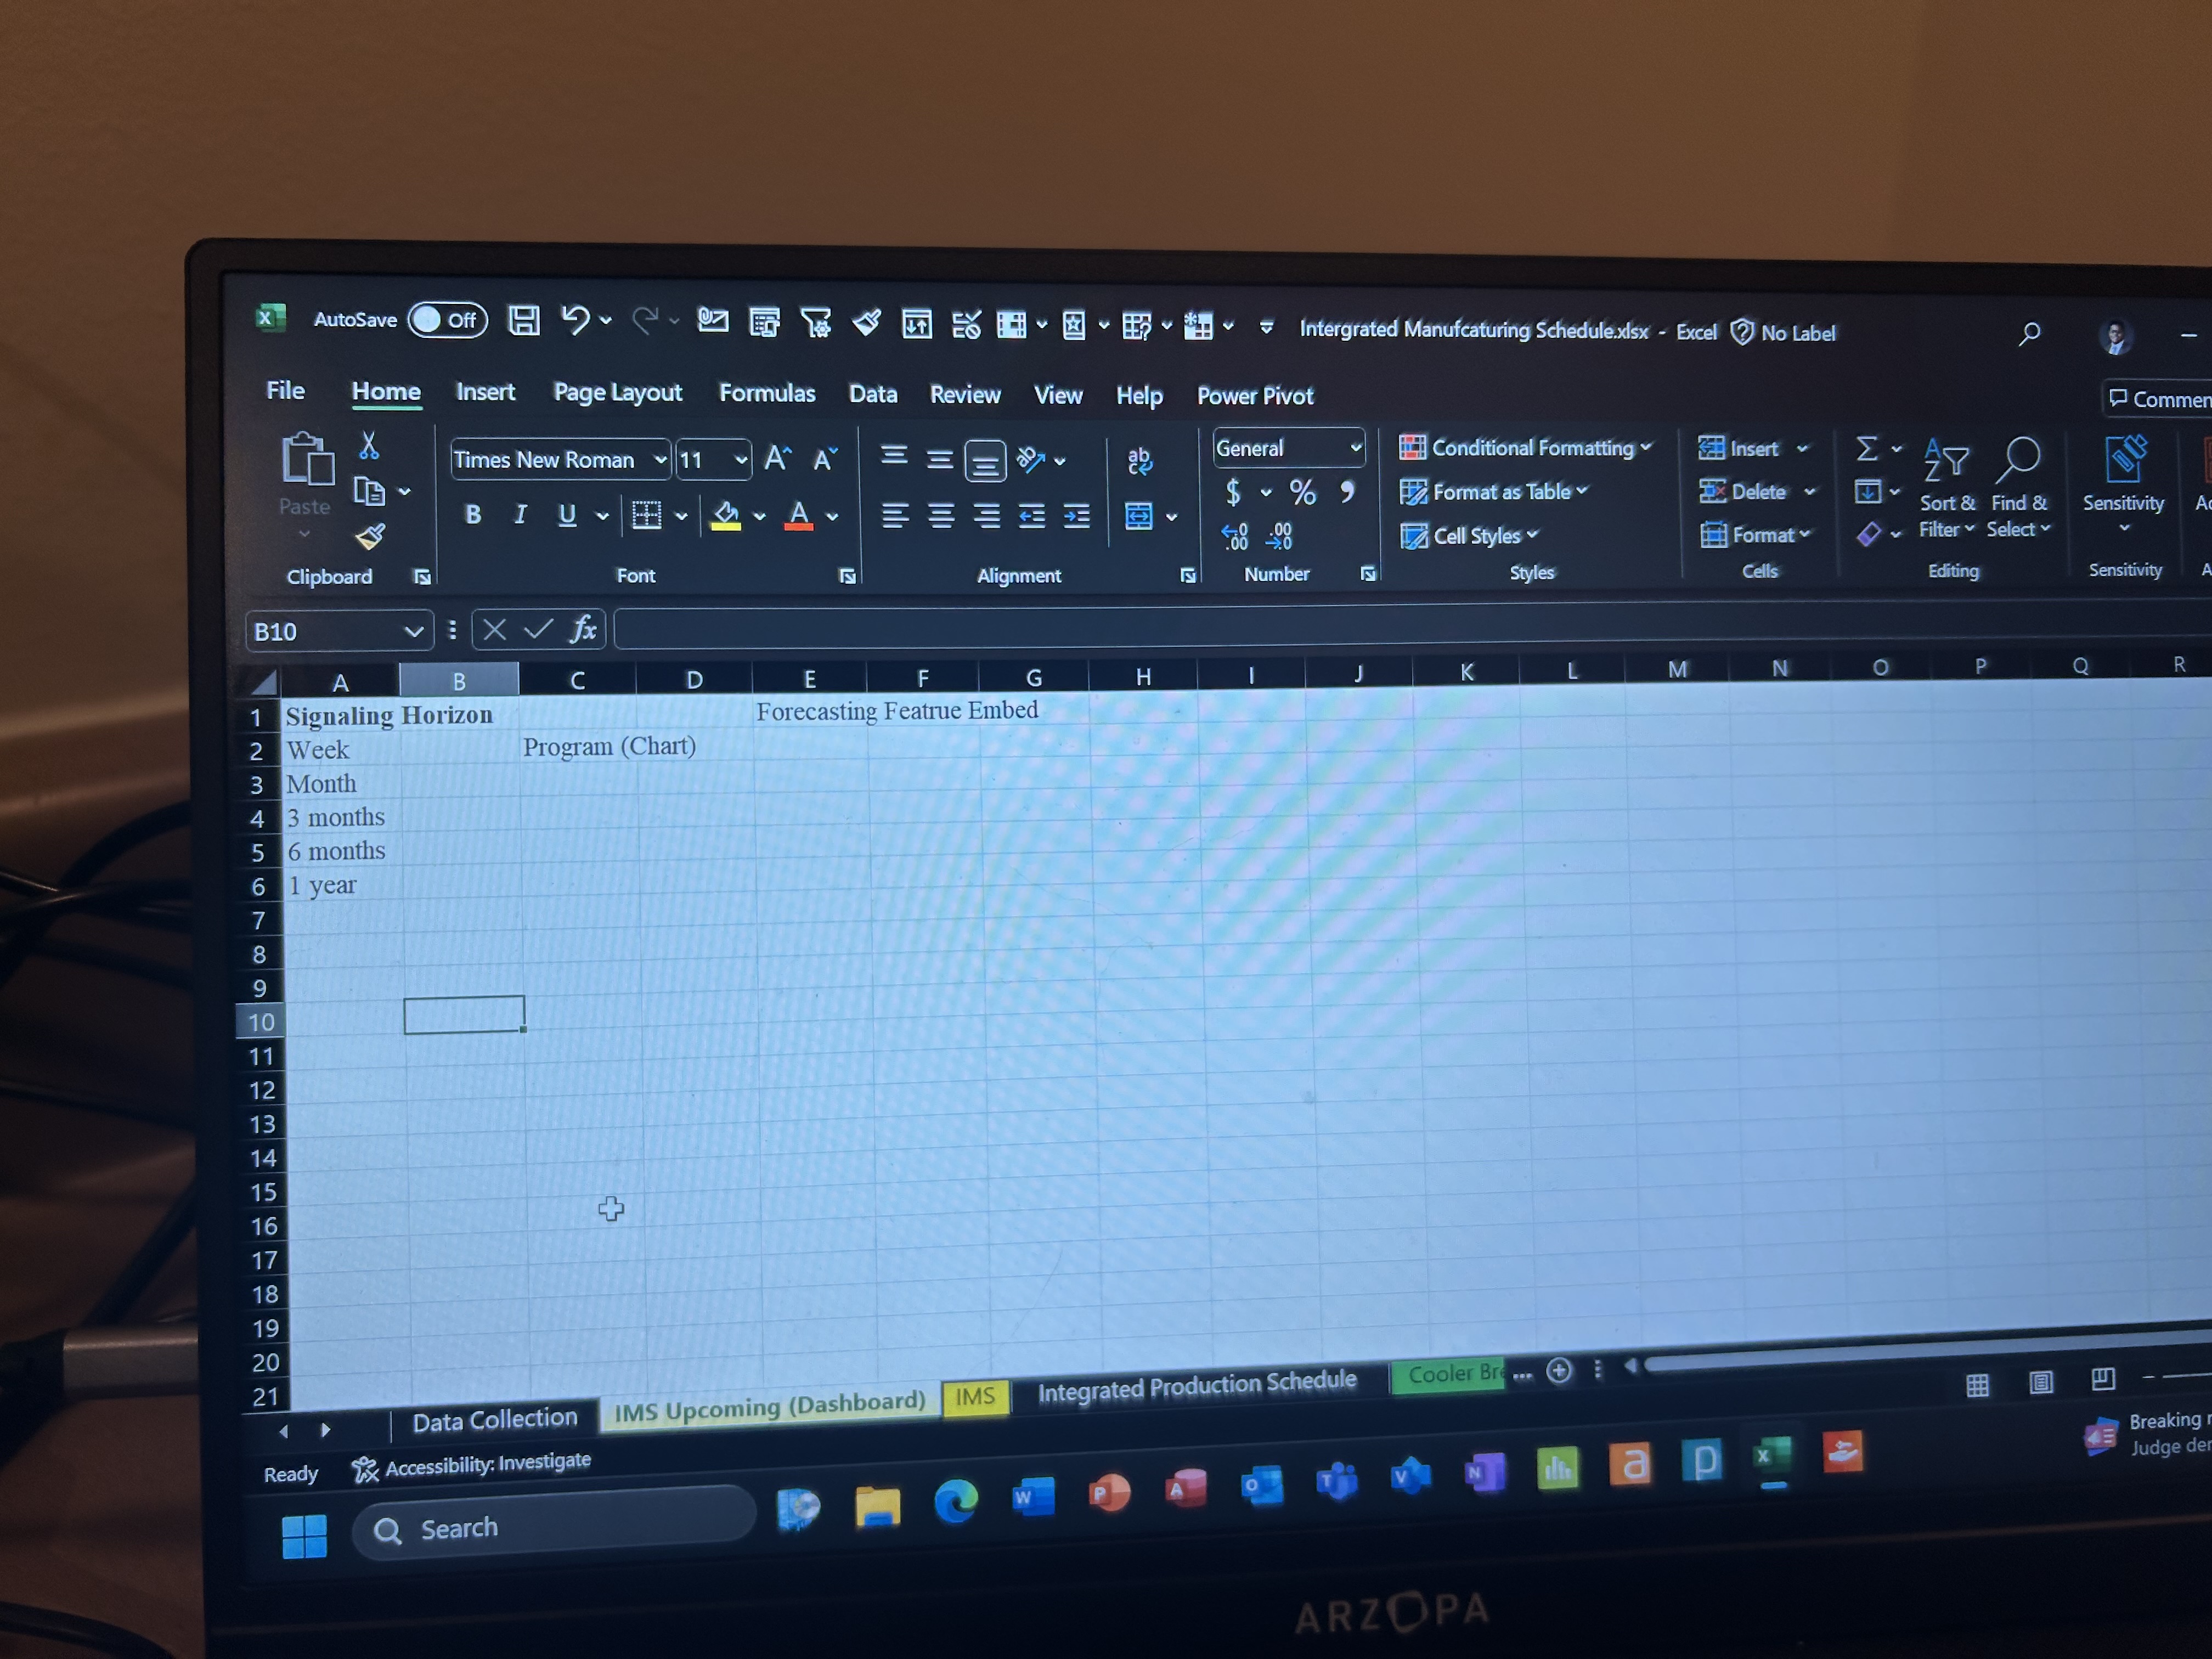 AutoSave Off Intergrated Manufcaturing Schedule.xlsx - Excel No Label
File Home Insert Page Layout Formulas Data Review View Help Power Pivot
Times New Roman 11 General Conditional Formatting Insert
Paste B I U A $ % Format as Table Delete Sort & Filter Find & Select Sensitivity
Cell Styles Format
Clipboard Font Alignment Number Styles Cells Editing Sensitivity
B10 fx
A B C D E F G H I J K L M N O P Q R
1 Signaling Horizon Forecasting Featrue Embed
2 Week Program (Chart)
3 Month
4 3 months
5 6 months
6 1 year
7
8
9
10
11
12
13
14
15
16
17
18
19
20
21
Data Collection IMS Upcoming (Dashboard) IMS Integrated Production Schedule Cooler Bre ...
Ready Accessibility: Investigate
Search
Breaking
Judge
ARZOPA